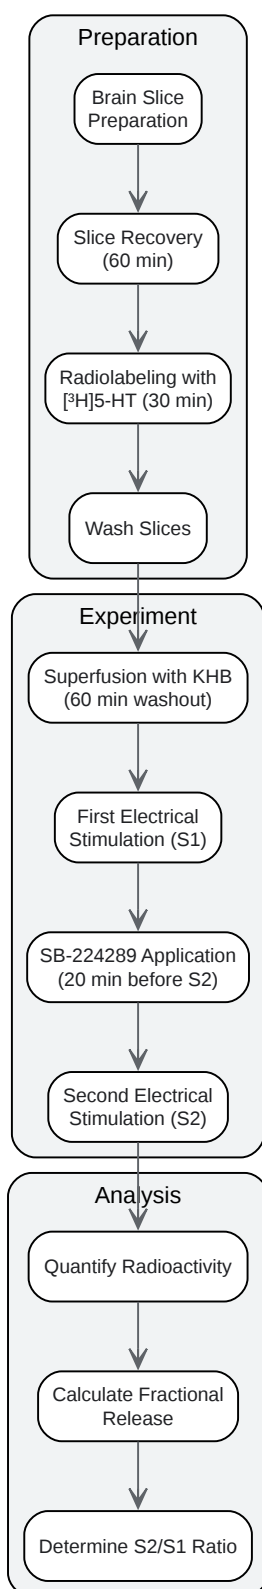 Preparation
Brain Slice
Preparation
Slice Recovery
(60 min)
Radiolabeling with
[³H]5-HT (30 min)
Wash Slices
Experiment
Superfusion with KHB
(60 min washout)
First Electrical
Stimulation (S1)
SB-224289 Application
(20 min before S2)
Second Electrical
Stimulation (S2)
Analysis
Quantify Radioactivity
Calculate Fractional
Release
Determine S2/S1 Ratio